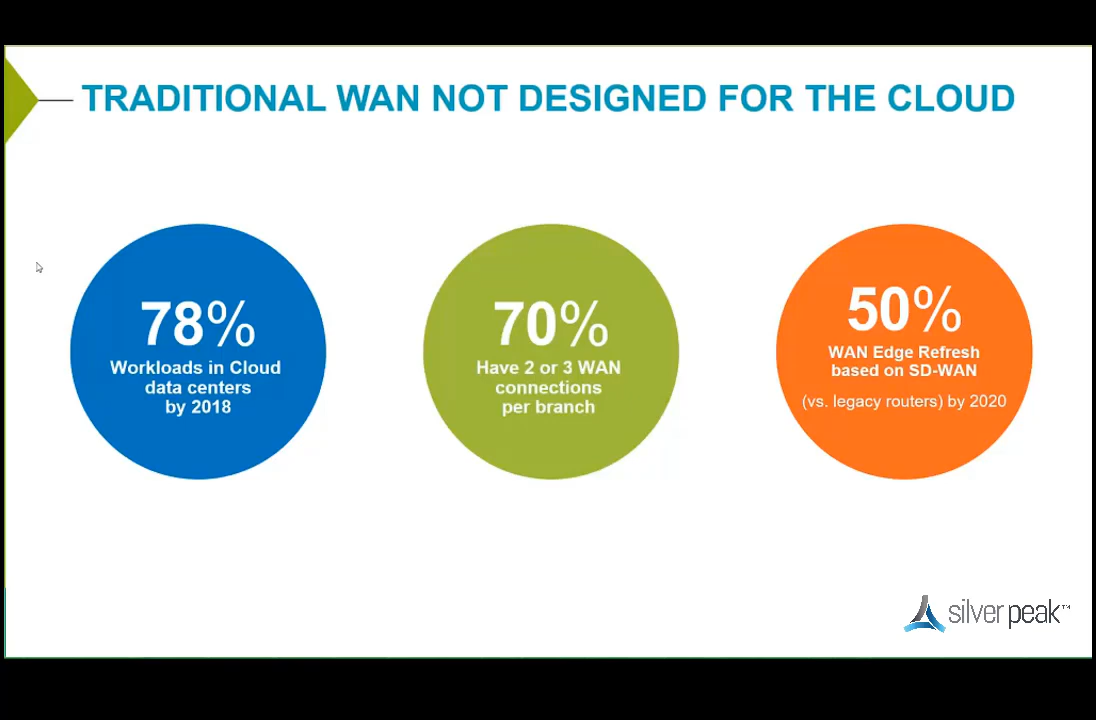 TRADITIONAL WAN NOT DESIGNED FOR THE CLOUD
78%
Workloads in Cloud
data centers
by 2018
70%
Have 2 or 3 WAN
connections
per branch
50%
WAN Edge Refresh
based on SD-WAN
(vs. legacy routers) by 2020
silver peak™